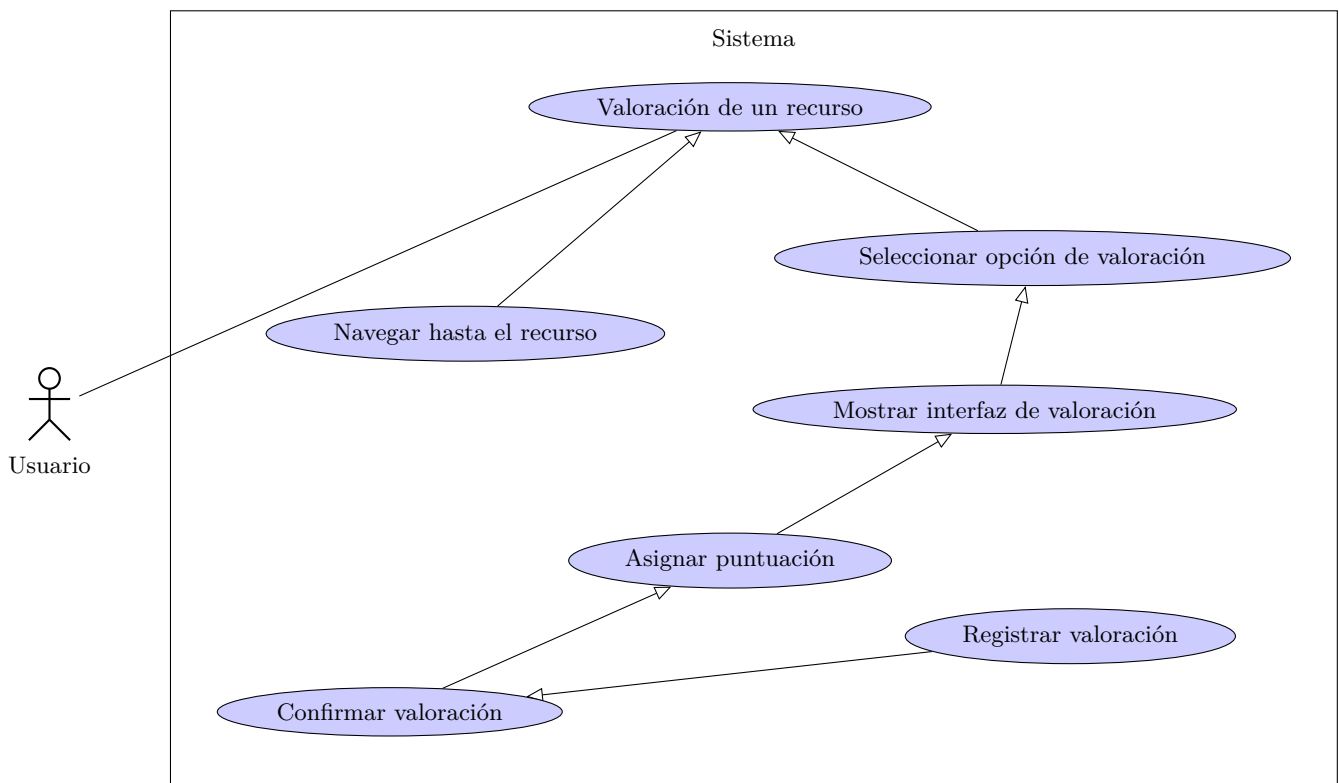 Sistema
Valoración de un recurso
Seleccionar opción de valoración
Navegar hasta el recurso
Mostrar interfaz de valoración
Usuario
Asignar puntuación
Registrar valoración
Confirmar valoración